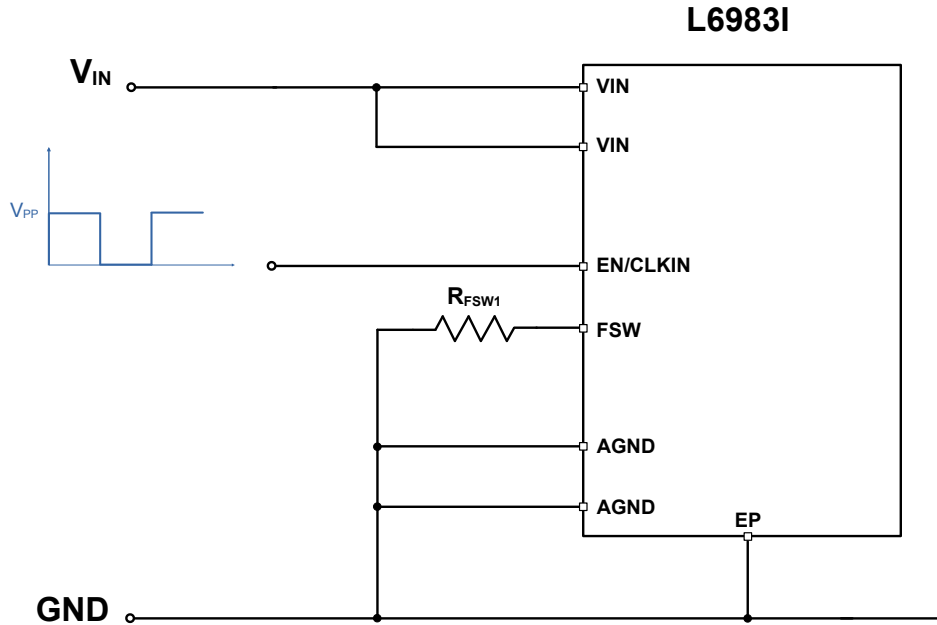 L6983I
VIN
VIN
VIN
VPP
EN/CLKIN
RFSW1
FSW
AGND
AGND
EP
GND